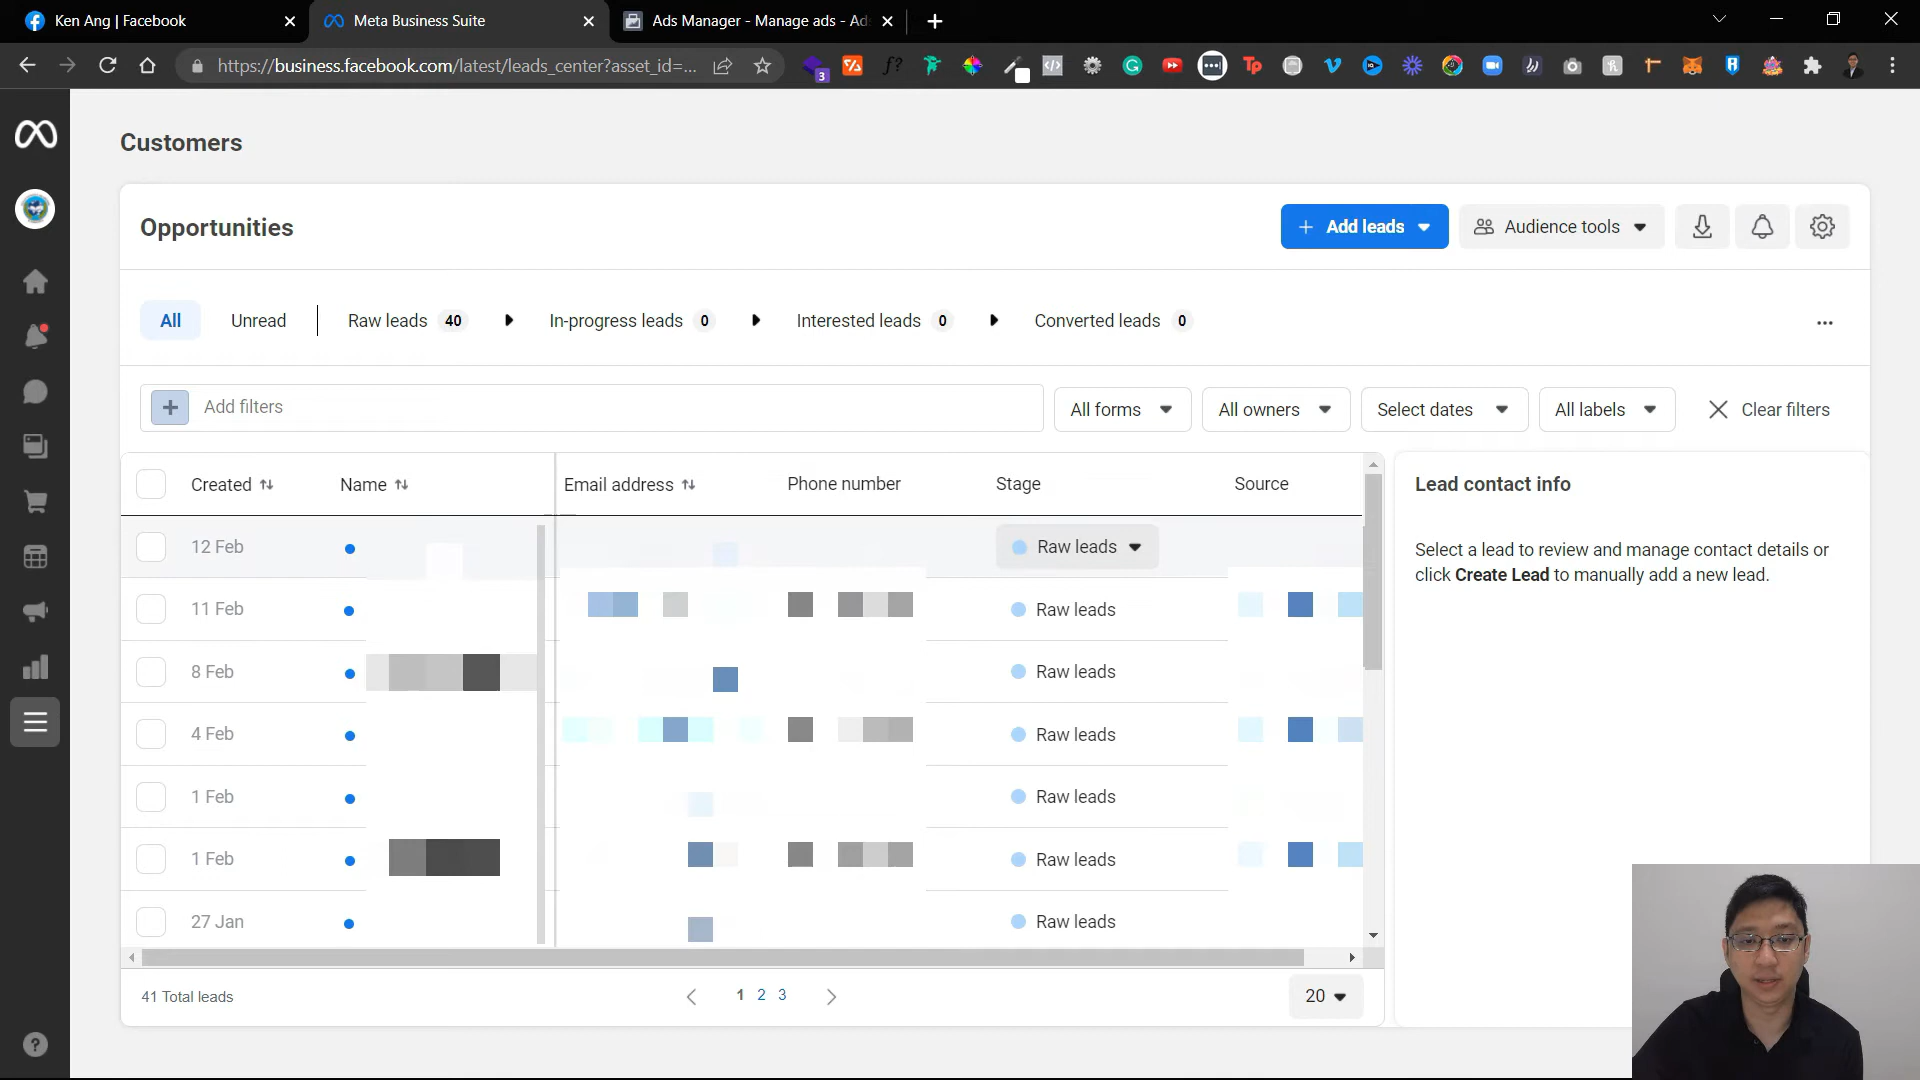 Ken Ang | Facebook
Meta Business Suite
Ads Manager - Manage ads - Ads
https://business.facebook.com/latest/leads_center?asset_id=...
3
Customers
Opportunities
+ Add leads
Audience tools
All
Unread
Raw leads 40
In-progress leads 0
Interested leads 0
Converted leads 0
Add filters
All forms
All owners
Select dates
All labels
Clear filters
Created
Name
Email address
Phone number
Stage
Source
12 Feb
Raw leads
11 Feb
Raw leads
8 Feb
Raw leads
4 Feb
Raw leads
1 Feb
Raw leads
1 Feb
Raw leads
27 Jan
Raw leads
Lead contact info
Select a lead to review and manage contact details or
click Create Lead to manually add a new lead.
41 Total leads
1 2 3
20